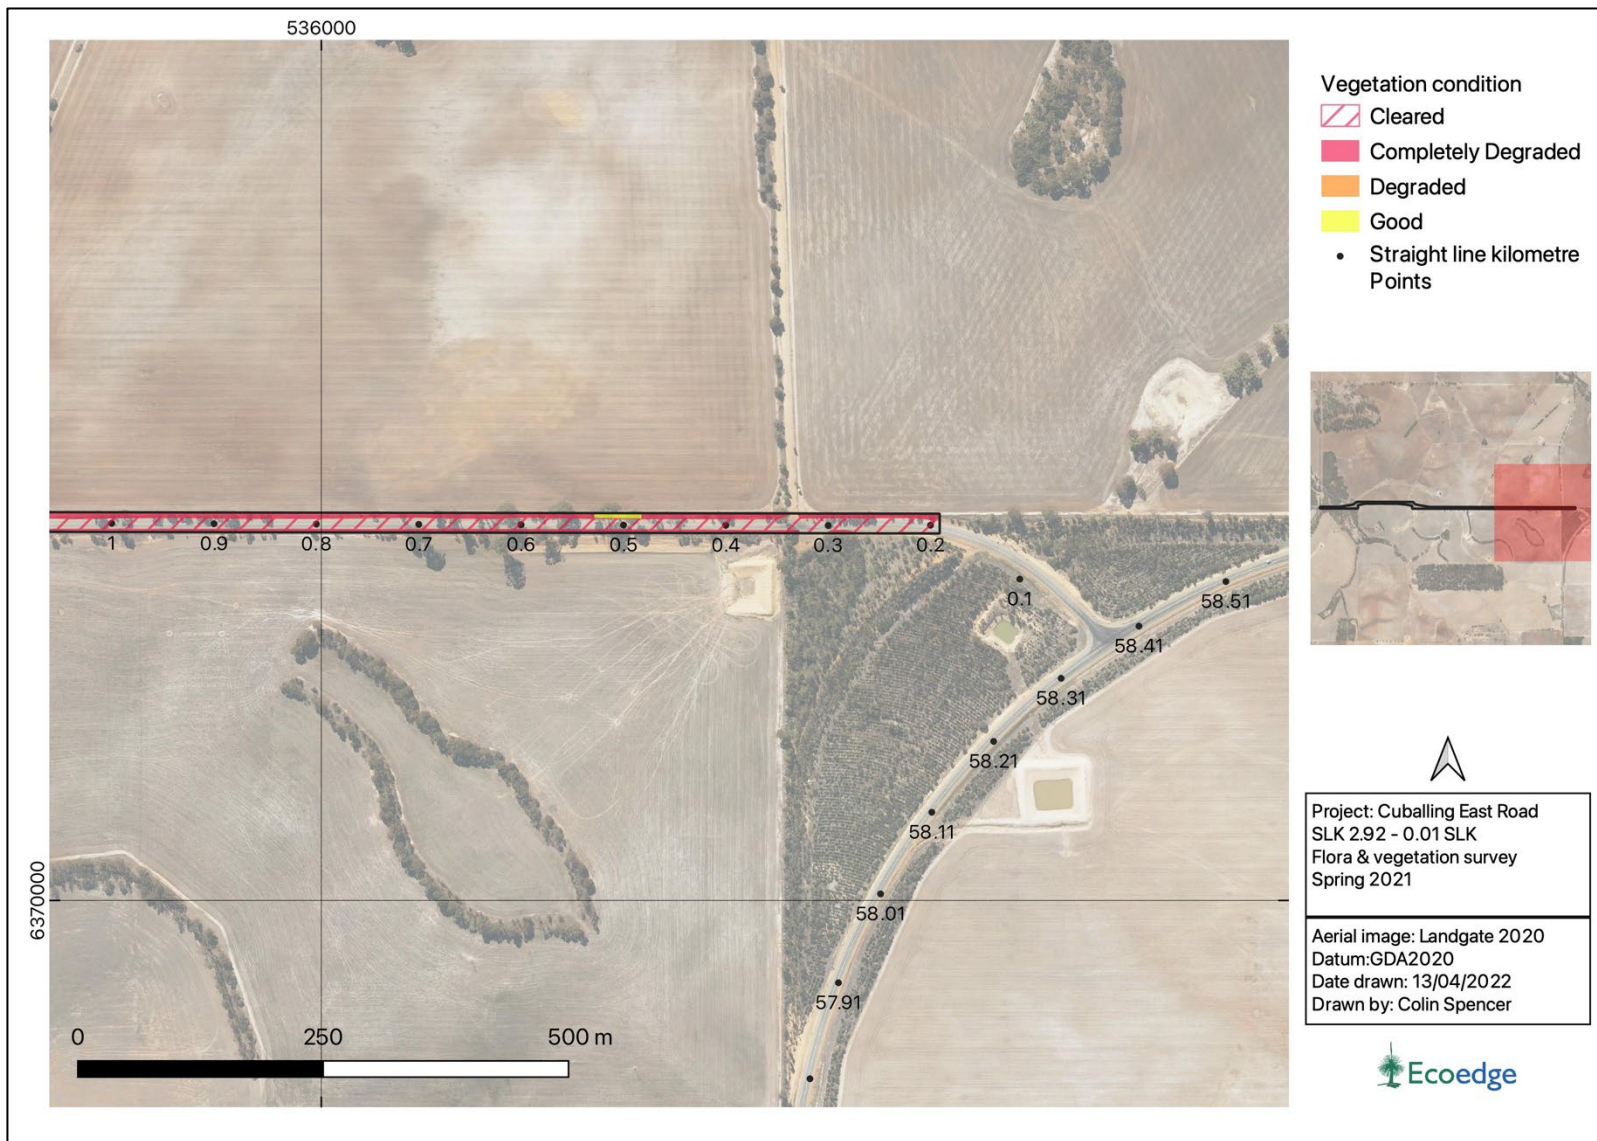 536000
Vegetation condition
Cleared
Completely Degraded
Degraded
Good
Straight line kilometre
Points
1 0.9 0.8 0.7 0.6 0.5 0.4 0.3 0.2
0.1
58.51
58.41
58.31
58.21
58.11
58.01
57.91
6370000
0 250 500 m
Project: Cuballing East Road
SLK 2.92 - 0.01 SLK
Flora & vegetation survey
Spring 2021
Aerial image: Landgate 2020
Datum:GDA2020
Date drawn: 13/04/2022
Drawn by: Colin Spencer
Ecoedge